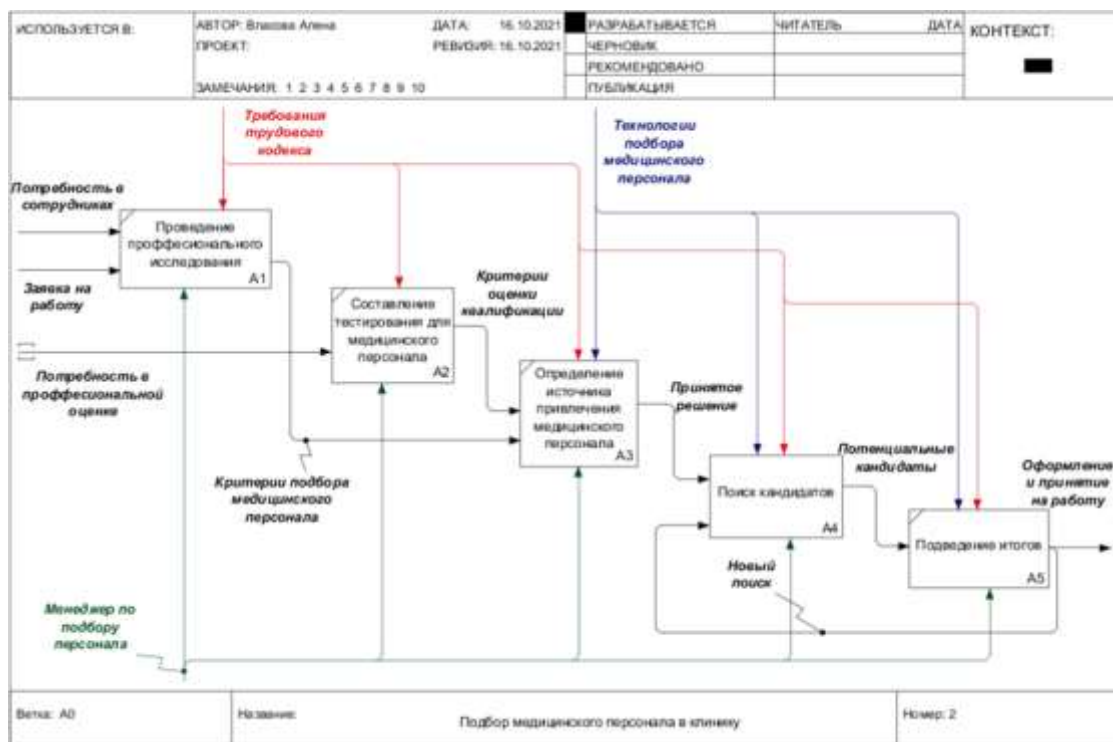 ИСПОЛЬЗУЕТСЯ В:
АВТОР: Власова Алена
ДАТА: 16.10.2021
ПРОЕКТ:
РЕВИЗИЯ: 16.10.2021
ЗАМЕЧАНИЯ: 1 2 3 4 5 6 7 8 9 10
РАЗРАБАТЫВАЕТСЯ
ЧЕРНОВИК
РЕКОМЕНДОВАНО
ПУБЛИКАЦИЯ
ЧИТАТЕЛЬ ДАТА
КОНТЕКСТ:
Требования
трудового
кодекса
Технологии
подбора
медицинского
персонала
Потребность в
сотрудниках
Проведение
проффесионального
исследования
A1
Заявка на
работу
Критерии
оценки
квалификации
Составление
тестирования для
медицинского
персонала
A2
Потребность в
проффесиональной
оценке
Определение
источника
привлечения
медицинского
персонала
A3
Принятое
решение
Критерии подбора
медицинского
персонала
Поиск кандидатов
A4
Потенциальные
кандидаты
Оформление
и принятие
на работу
Подведение итогов
A5
Новый
поиск
Менеджер по
подбору
персонала
Ветка: A0
Название:
Подбор медицинского персонала в клинику
Номер: 2